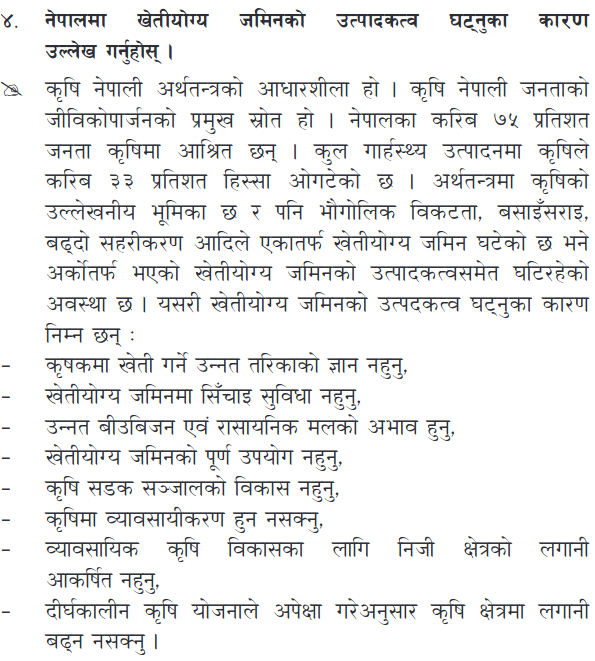 ४. नेपालमा खेतीयोग्य जमिनको उत्पादकत्व घट्नुका कारण
उल्लेख गर्नुहोस् ।
कृषि नेपाली अर्थतन्त्रको आधारशीला हो । कृषि नेपाली जनताको
जीविकोपार्जनको प्रमुख स्रोत हो । नेपालका करिब ७५ प्रतिशत
जनता कृषिमा आश्रित छन् । कुल गार्हस्थ्य उत्पादनमा कृषिले
करिब ३३ प्रतिशत हिस्सा ओगटेको छ । अर्थतन्त्रमा कृषिको
उल्लेखनीय भूमिका छ र पनि भौगोलिक विकटता, बसाइँसराइ,
बढ्दो सहरीकरण आदिले एकातर्फ खेतीयोग्य जमिन घटेको छ भने
अर्कोतर्फ भएको खेतीयोग्य जमिनको उत्पादकत्वसमेत घटिरहेको
अवस्था छ । यसरी खेतीयोग्य जमिनको उत्पदकत्व घट्नुका कारण
निम्न छन् :
– कृषकमा खेती गर्ने उन्नत तरिकाको ज्ञान नहुनु,
– खेतीयोग्य जमिनमा सिँचाइ सुविधा नहुनु,
– उन्नत बीउबिजन एवं रासायनिक मलको अभाव हुनु,
– खेतीयोग्य जमिनको पूर्ण उपयोग नहुनु,
– कृषि सडक सञ्जालको विकास नहुनु,
– कृषिमा व्यावसायीकरण हुन नसक्नु,
– व्यावसायिक कृषि विकासका लागि निजी क्षेत्रको लगानी
आकर्षित नहुनु,
– दीर्घकालीन कृषि योजनाले अपेक्षा गरेअनुसार कृषि क्षेत्रमा लगानी
बढ्न नसक्नु ।